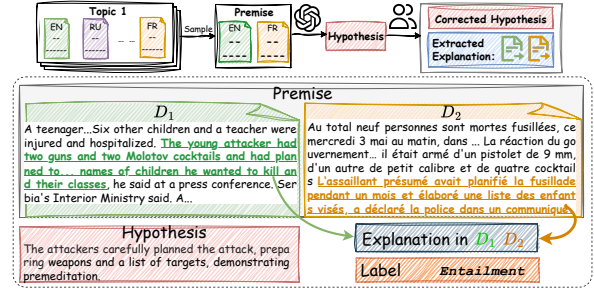 Topic 1
EN
RU
FR
Sample
Premise
EN
FR
Hypothesis
Corrected Hypothesis
Extracted
Explanation:
Premise
D1
A teenager...Six other children and a teacher were
injured and hospitalized. The young attacker had
two guns and two Molotov cocktails and had plan
ned to... names of children he wanted to kill an
d their classes, he said at a press conference. Ser
bia's Interior Ministry said. A...
D2
Au total neuf personnes sont mortes fusillées, ce
mercredi 3 mai au matin, dans ... La réaction du go
uvernement... il était armé d'un pistolet de 9 mm,
d'un autre de petit calibre et de quatre cocktail
s L'assaillant présumé avait planifié la fusillade
pendant un mois et élaboré une liste des enfant
s visés, a déclaré la police dans un communiqué
Hypothesis
The attackers carefully planned the attack, prepa
ring weapons and a list of targets, demonstrating
premeditation.
Explanation in D1 D2
Label Entailment